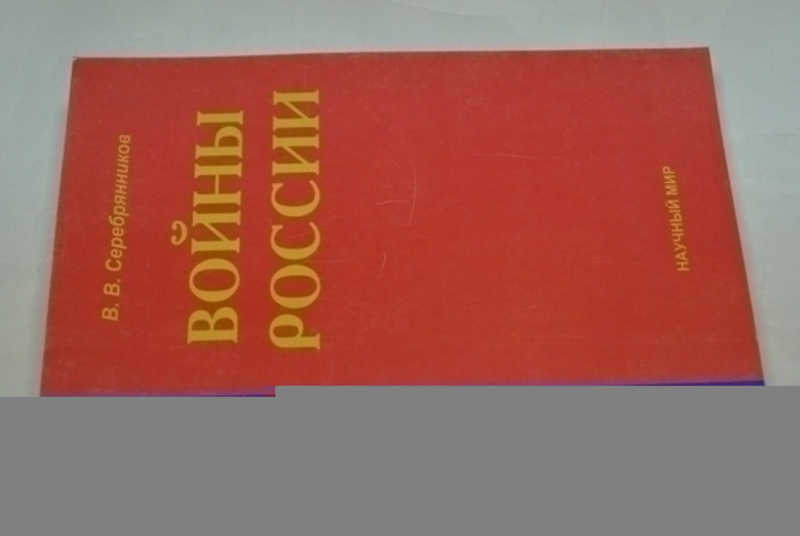 В. В. Серебрянников
ВОЙНЫ
РОССИИ
НАУЧНЫЙ МИР